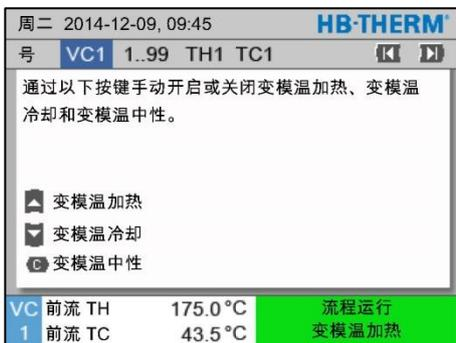 周二 2014-12-09, 09:45 HB-THERM®
号 VC1 1..99 TH1 TC1
通过以下按键手动开启或关闭变模温加热、变模温
冷却和变模温中性。
变模温加热
变模温冷却
C 变模温中性
VC 前流 TH 175.0 °C 流程运行
1 前流 TC 43.5 °C 变模温加热